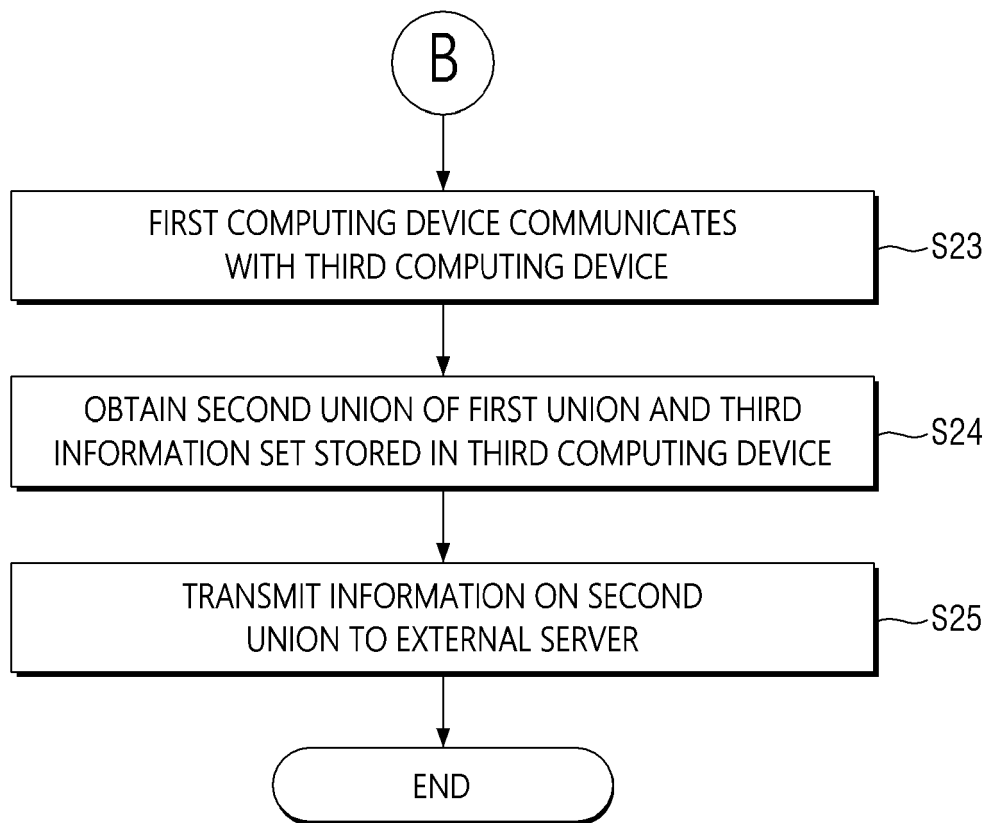 B
FIRST COMPUTING DEVICE COMMUNICATES
WITH THIRD COMPUTING DEVICE
S23
OBTAIN SECOND UNION OF FIRST UNION AND THIRD
INFORMATION SET STORED IN THIRD COMPUTING DEVICE
S24
TRANSMIT INFORMATION ON SECOND
UNION TO EXTERNAL SERVER
S25
END